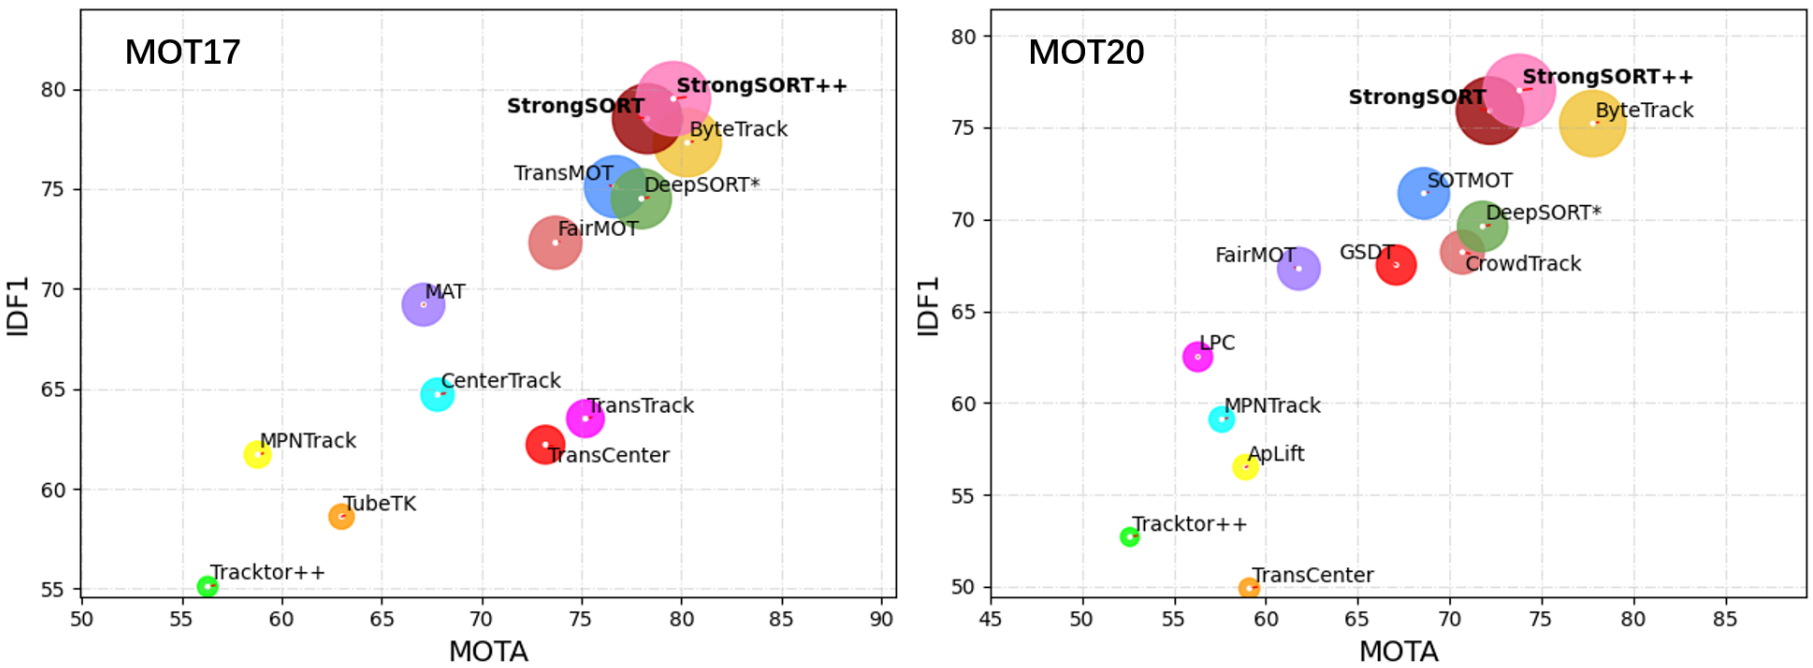 MOT17
StrongSORT++
StrongSORT
ByteTrack
TransMOT
DeepSORT*
FairMOT
MAT
CenterTrack
TransTrack
MPNTrack
TransCenter
TubeTK
Tracktor++
80
75
70
65
60
55
IDF1
50 55 60 65 70 75 80 85 90
MOTA
MOT20
StrongSORT++
StrongSORT
ByteTrack
SOTMOT
DeepSORT*
FairMOT
GSDT
CrowdTrack
LPC
MPNTrack
ApLift
Tracktor++
TransCenter
80
75
70
65
60
55
50
IDF1
45 50 55 60 65 70 75 80 85
MOTA